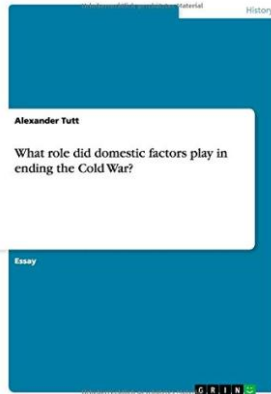 History
Alexander Tutt
What role did domestic factors play in
ending the Cold War?
Essay
GRIN